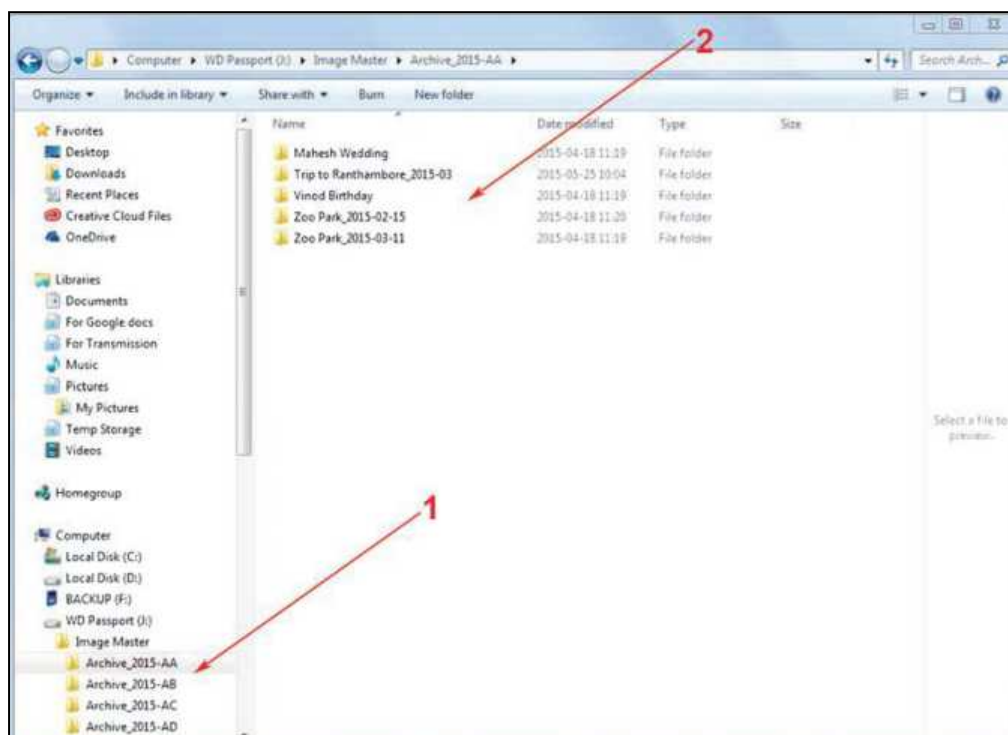 2
Computer ▸ WD Passport (J:) ▸ Image Master ▸ Archive_2015-AA ▸
Search Arch...
Organize ▾ Include in library ▾ Share with ▾ Burn New folder
Name Date modified Type Size
Mahesh Wedding 2015-04-18 11:19 File folder
Trip to Ranthambore_2015-03 2015-05-25 10:04 File folder
Vinod Birthday 2015-04-18 11:19 File folder
Zoo Park_2015-02-15 2015-04-18 11:20 File folder
Zoo Park_2015-03-11 2015-04-18 11:19 File folder
Favorites
Desktop
Downloads
Recent Places
Creative Cloud Files
OneDrive
Libraries
Documents
For Google docs
For Transmission
Music
Pictures
My Pictures
Temp Storage
Videos
Homegroup
Computer
Local Disk (C:)
Local Disk (D:)
BACKUP (F:)
WD Passport (J:)
Image Master
Archive_2015-AA
Archive_2015-AB
Archive_2015-AC
Archive_2015-AD
1
Select a file to
preview.